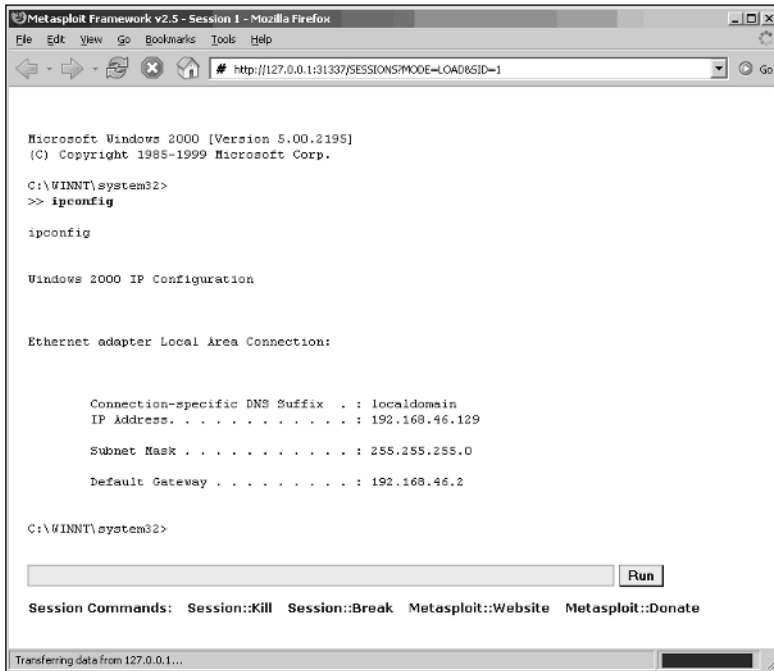 Metasploit Framework v2.5 - Session 1 - Mozilla Firefox
File Edit View Go Bookmarks Tools Help
http://127.0.0.1:31337/SESSIONS?MODE=LOAD&SID=1
Go
Microsoft Windows 2000 [Version 5.00.2195]
(C) Copyright 1985-1999 Microsoft Corp.
C:\WINNT\system32>
>> ipconfig
ipconfig
Windows 2000 IP Configuration
Ethernet adapter Local Area Connection:
Connection-specific DNS Suffix . : localdomain
IP Address. . . . . . . . . . . . : 192.168.46.129
Subnet Mask . . . . . . . . . . . : 255.255.255.0
Default Gateway . . . . . . . . . : 192.168.46.2
C:\WINNT\system32>
Run
Session Commands: Session::Kill Session::Break Metasploit::Website Metasploit::Donate
Transferring data from 127.0.0.1...